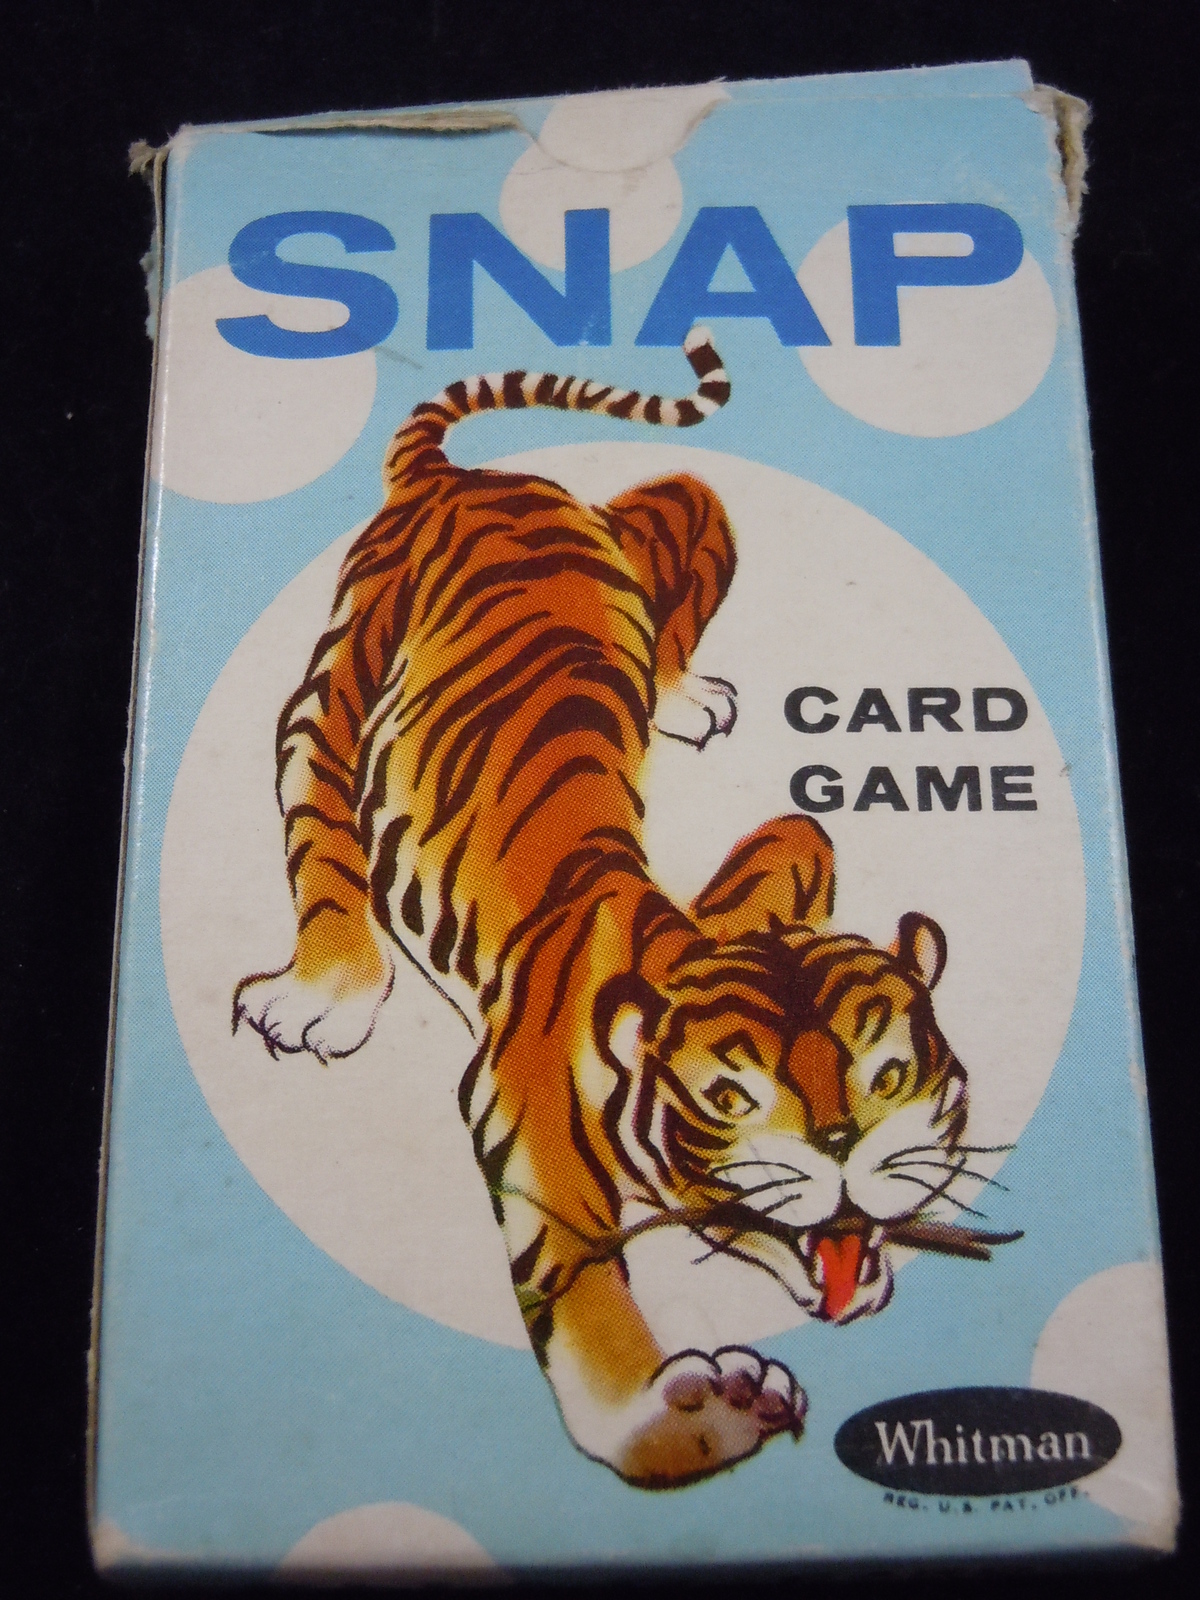 SNAP
CARD
GAME
Whitman
REG. U.S. PAT. OFF.